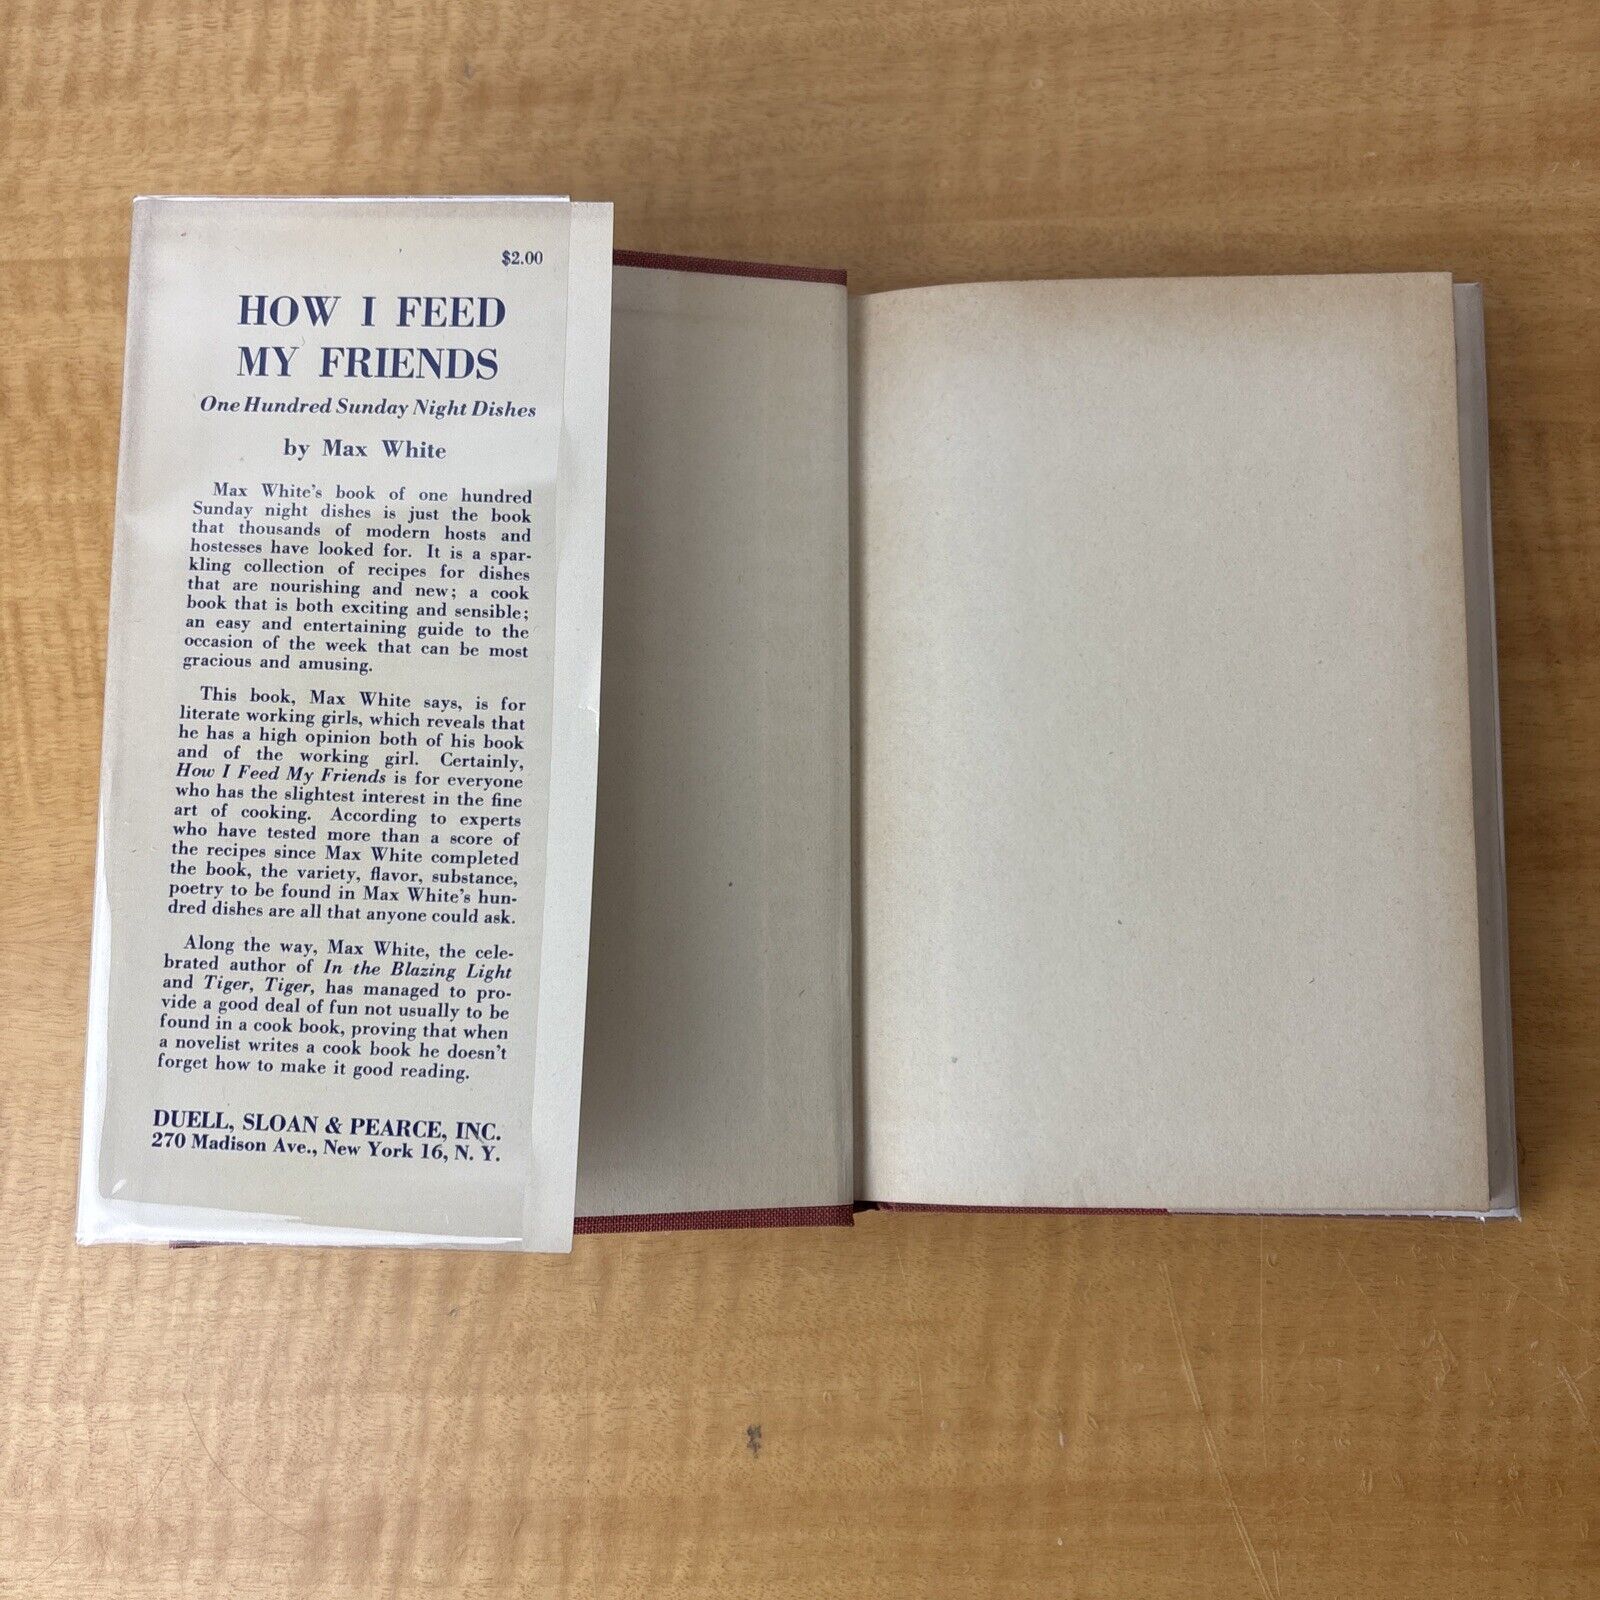 $2.00
HOW I FEED
MY FRIENDS
One Hundred Sunday Night Dishes
by Max White
Max White's book of one hundred
Sunday night dishes is just the book
that thousands of modern hosts and
hostesses have looked for. It is a spar-
kling collection of recipes for dishes
that are nourishing and new; a cook
book that is both exciting and sensible;
an easy and entertaining guide to the
occasion of the week that can be most
gracious and amusing.
This book, Max White says, is for
literate working girls, which reveals that
he has a high opinion both of his book
and of the working girl. Certainly,
How I Feed My Friends is for everyone
who has the slightest interest in the fine
art of cooking. According to experts
who have tested more than a score of
the recipes since Max White completed
the book, the variety, flavor, substance,
poetry to be found in Max White's hun-
dred dishes are all that anyone could ask.
Along the way, Max White, the cele-
brated author of In the Blazing Light
and Tiger, Tiger, has managed to pro-
vide a good deal of fun not usually to be
found in a cook book, proving that when
a novelist writes a cook book he doesn't
forget how to make it good reading.
DUELL, SLOAN & PEARCE, INC.
270 Madison Ave., New York 16, N. Y.